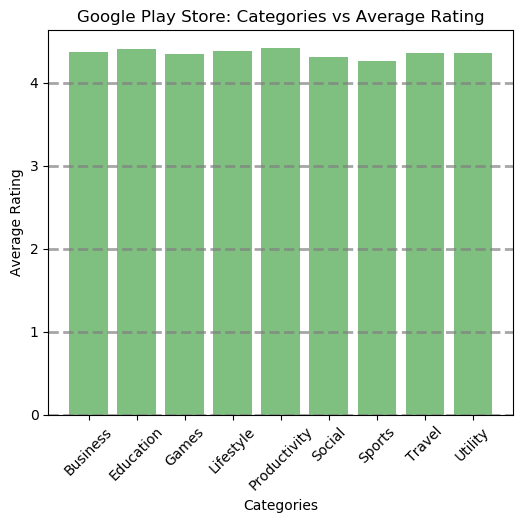 Google Play Store: Categories vs Average Rating
Average Rating
4
3
2
1
0
Business
Education
Games
Lifestyle
Productivity
Social
Sports
Travel
Utility
Categories